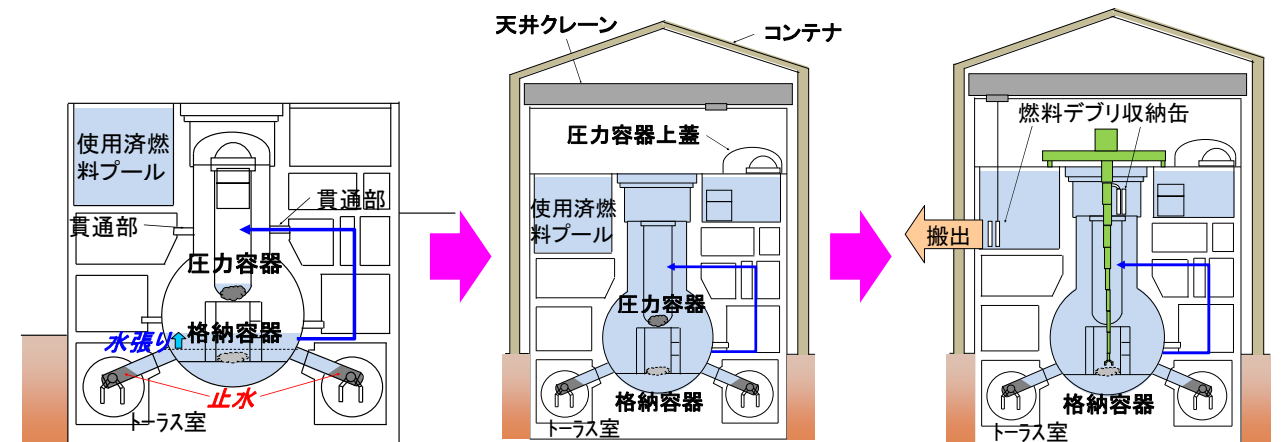 使用済燃
料プール
貫通部
貫通部
圧力容器
水張り
格納容器
止水
トーラス室
天井クレーン
コンテナ
圧力容器上蓋
使用済燃
料プール
圧力容器
格納容器
トーラス室
燃料デブリ収納缶
搬出
格納容器
トーラス室